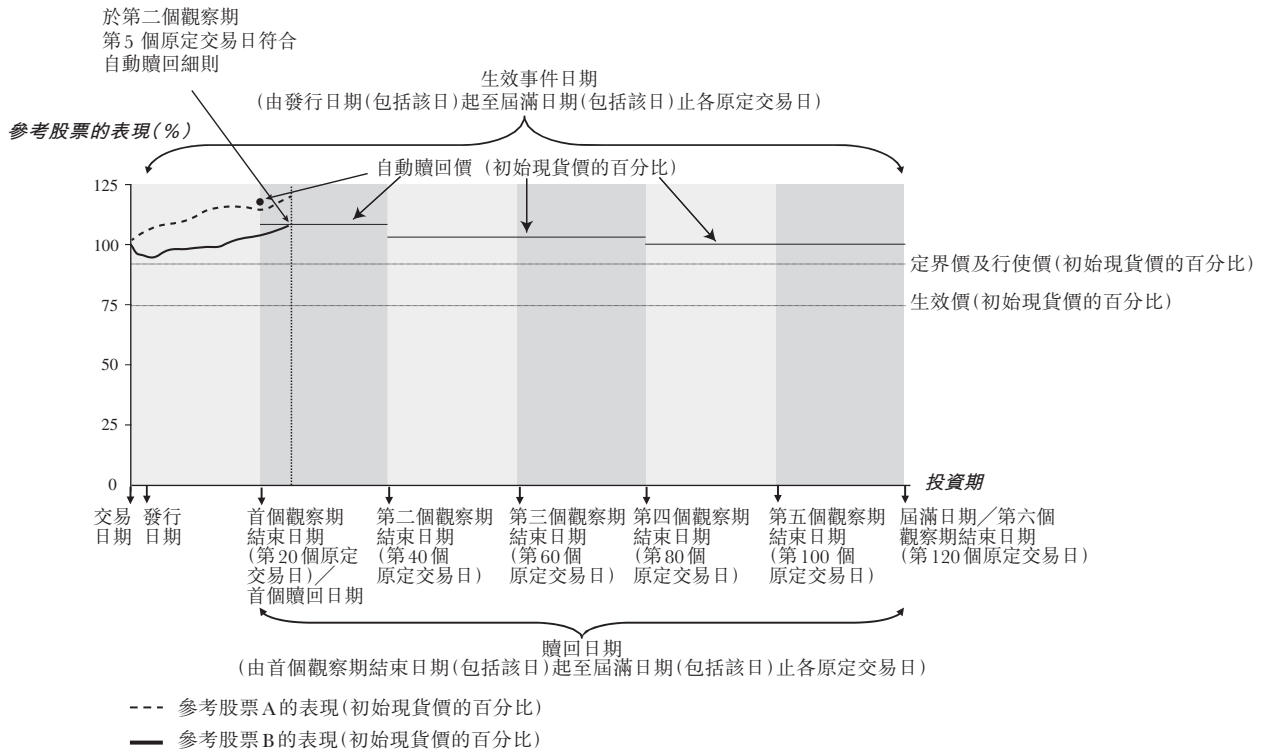 於第二個觀察期
第5 個原定交易日符合
自動贖回細則
生效事件日期
(由發行日期(包括該日)起至屆滿日期(包括該日)止各原定交易日)
參考股票的表現(%)
自動贖回價 (初始現貨價的百分比)
125
100
定界價及行使價(初始現貨價的百分比)
75
生效價(初始現貨價的百分比)
50
25
0
投資期
交易
日期
發行
日期
首個觀察期
結束日期
(第20個原定
交易日)／
首個贖回日期
第二個觀察期
結束日期
(第40個
原定交易日)
第三個觀察期
結束日期
(第60個
原定交易日)
第四個觀察期
結束日期
(第80個
原定交易日)
第五個觀察期
結束日期
(第100 個
原定交易日)
屆滿日期／第六個
觀察期結束日期
(第120個原定交易日)
贖回日期
(由首個觀察期結束日期(包括該日)起至屆滿日期(包括該日)止各原定交易日)
參考股票A的表現(初始現貨價的百分比)
參考股票B的表現(初始現貨價的百分比)